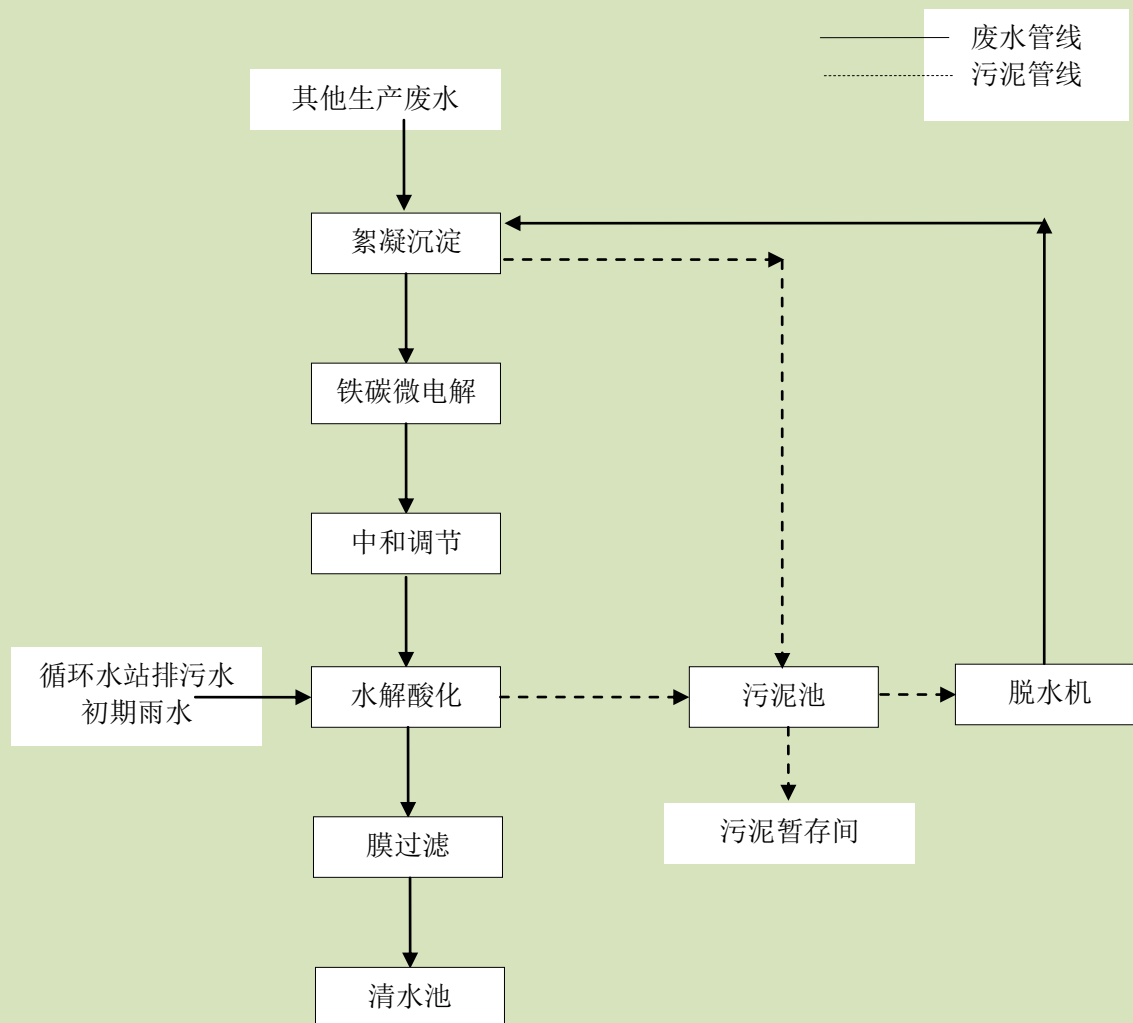 废水管线
污泥管线
其他生产废水
絮凝沉淀
铁碳微电解
中和调节
循环水站排污水
初期雨水
水解酸化
污泥池
脱水机
膜过滤
污泥暂存间
清水池